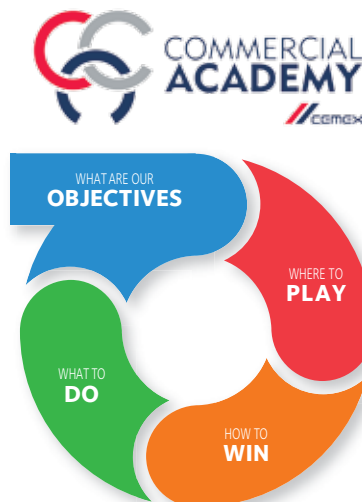 COMMERCIAL
ACADEMY
CEMEX
WHAT ARE OUR
OBJECTIVES
WHERE TO
PLAY
HOW TO
WIN
WHAT TO
DO